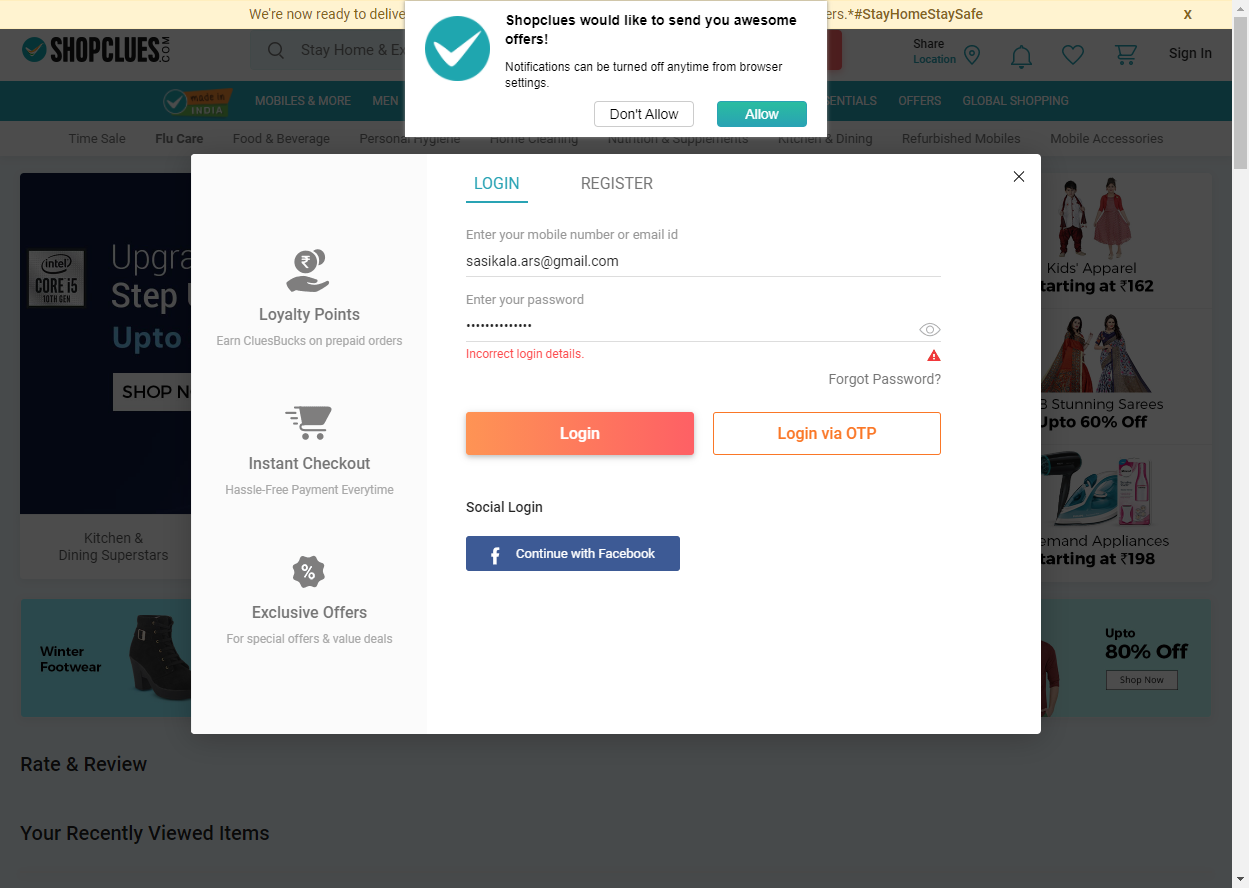 We're now ready to delive
ers.*#StayHomeStaySafe
X
Shopclues would like to send you awesome
offers!
Notifications can be turned off anytime from browser
settings.
Don't Allow
Allow
SHOPCLUES.COM
Stay Home & Ex
Share
Location
Sign In
made in
INDIA
MOBILES & MORE
MEN
ENTIALS
OFFERS
GLOBAL SHOPPING
Time Sale
Flu Care
Food & Beverage
Personal Hygiene
Home Cleaning
Nutrition & Supplements
Kitchen & Dining
Refurbished Mobiles
Mobile Accessories
LOGIN
REGISTER
Enter your mobile number or email id
sasikala.ars@gmail.com
Enter your password
••••••••••••••
Incorrect login details.
Forgot Password?
Login
Login via OTP
Social Login
f Continue with Facebook
Loyalty Points
Earn CluesBucks on prepaid orders
Instant Checkout
Hassle-Free Payment Everytime
Exclusive Offers
For special offers & value deals
intel
CORE i5
10TH GEN
Upgra
Step U
Upto
SHOP N
Kitchen &
Dining Superstars
Kids' Apparel
tarting at ₹162
3 Stunning Sarees
Upto 60% Off
emand Appliances
tarting at ₹198
Winter
Footwear
Upto
80% Off
Shop Now
Rate & Review
Your Recently Viewed Items